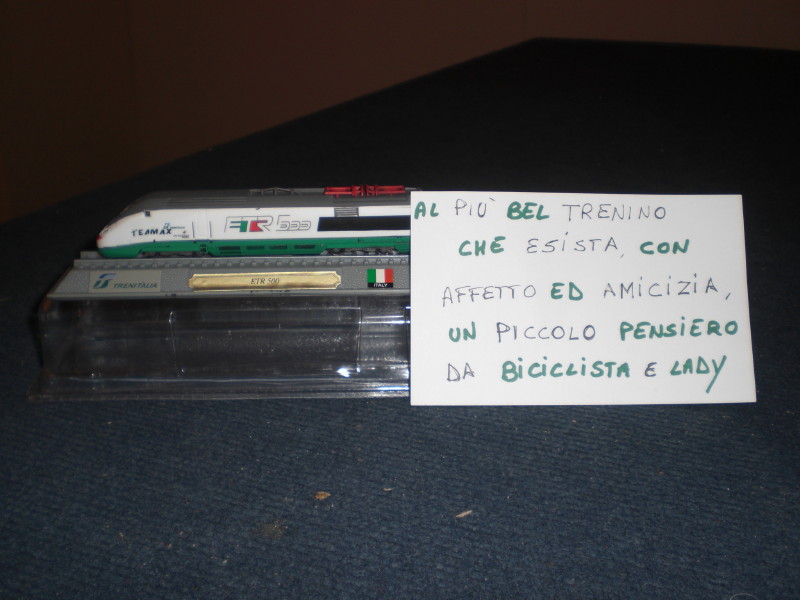 TEAMAX
ETR 500
TRENITALIA
ETR 500
ITALY
AL PIÙ BEL TRENINO
CHE ESISTA, CON
AFFETTO ED AMICIZIA,
UN PICCOLO PENSIERO
DA BICICLISTA E LADY